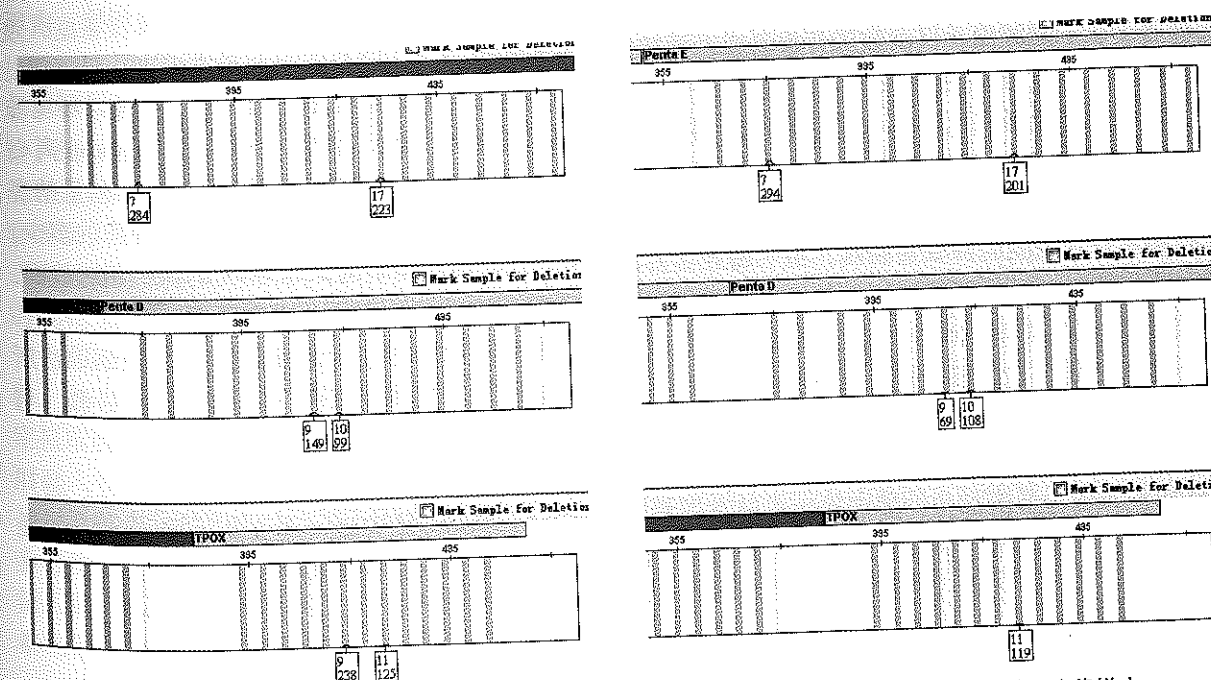 Mark Sample for Deletion
355 395 435
7 17
284 223
Mark Sample for Deletion
Penta D
355 395 435
9 10
149 99
Mark Sample for Deletion
TPOX
355 395 435
9 11
238 125
Mark Sample for Deletion
Penta E
355 395 435
7 17
294 201
Mark Sample for Deletio
Penta D
355 395 435
9 10
69 108
Mark Sample for Deleti
TPOX
355 395 435
11
119